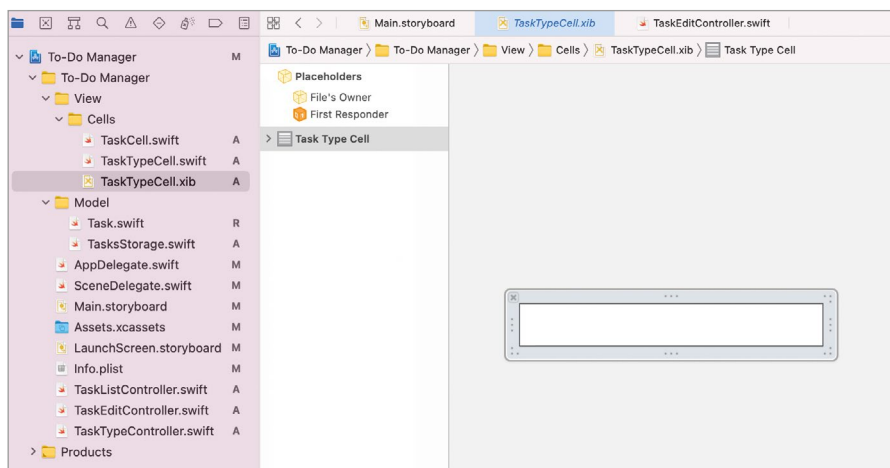 Main.storyboard
TaskTypeCell.xib
TaskEditController.swift
To-Do Manager M
To-Do Manager
View
Cells
TaskCell.swift A
TaskTypeCell.swift A
TaskTypeCell.xib A
Model
Task.swift R
TasksStorage.swift A
AppDelegate.swift M
SceneDelegate.swift M
Main.storyboard M
Assets.xcassets M
LaunchScreen.storyboard M
Info.plist M
TaskListController.swift A
TaskEditController.swift A
TaskTypeController.swift A
Products
To-Do Manager 〉 To-Do Manager 〉 View 〉 Cells 〉 TaskTypeCell.xib 〉 Task Type Cell
Placeholders
File's Owner
First Responder
Task Type Cell